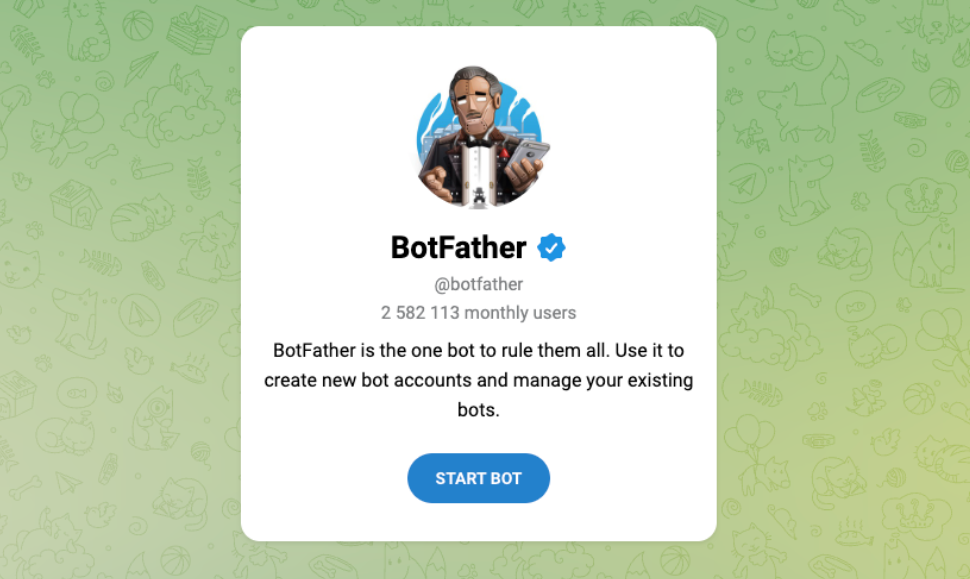 BotFather
@botfather
2 582 113 monthly users
BotFather is the one bot to rule them all. Use it to
create new bot accounts and manage your existing
bots.
START BOT